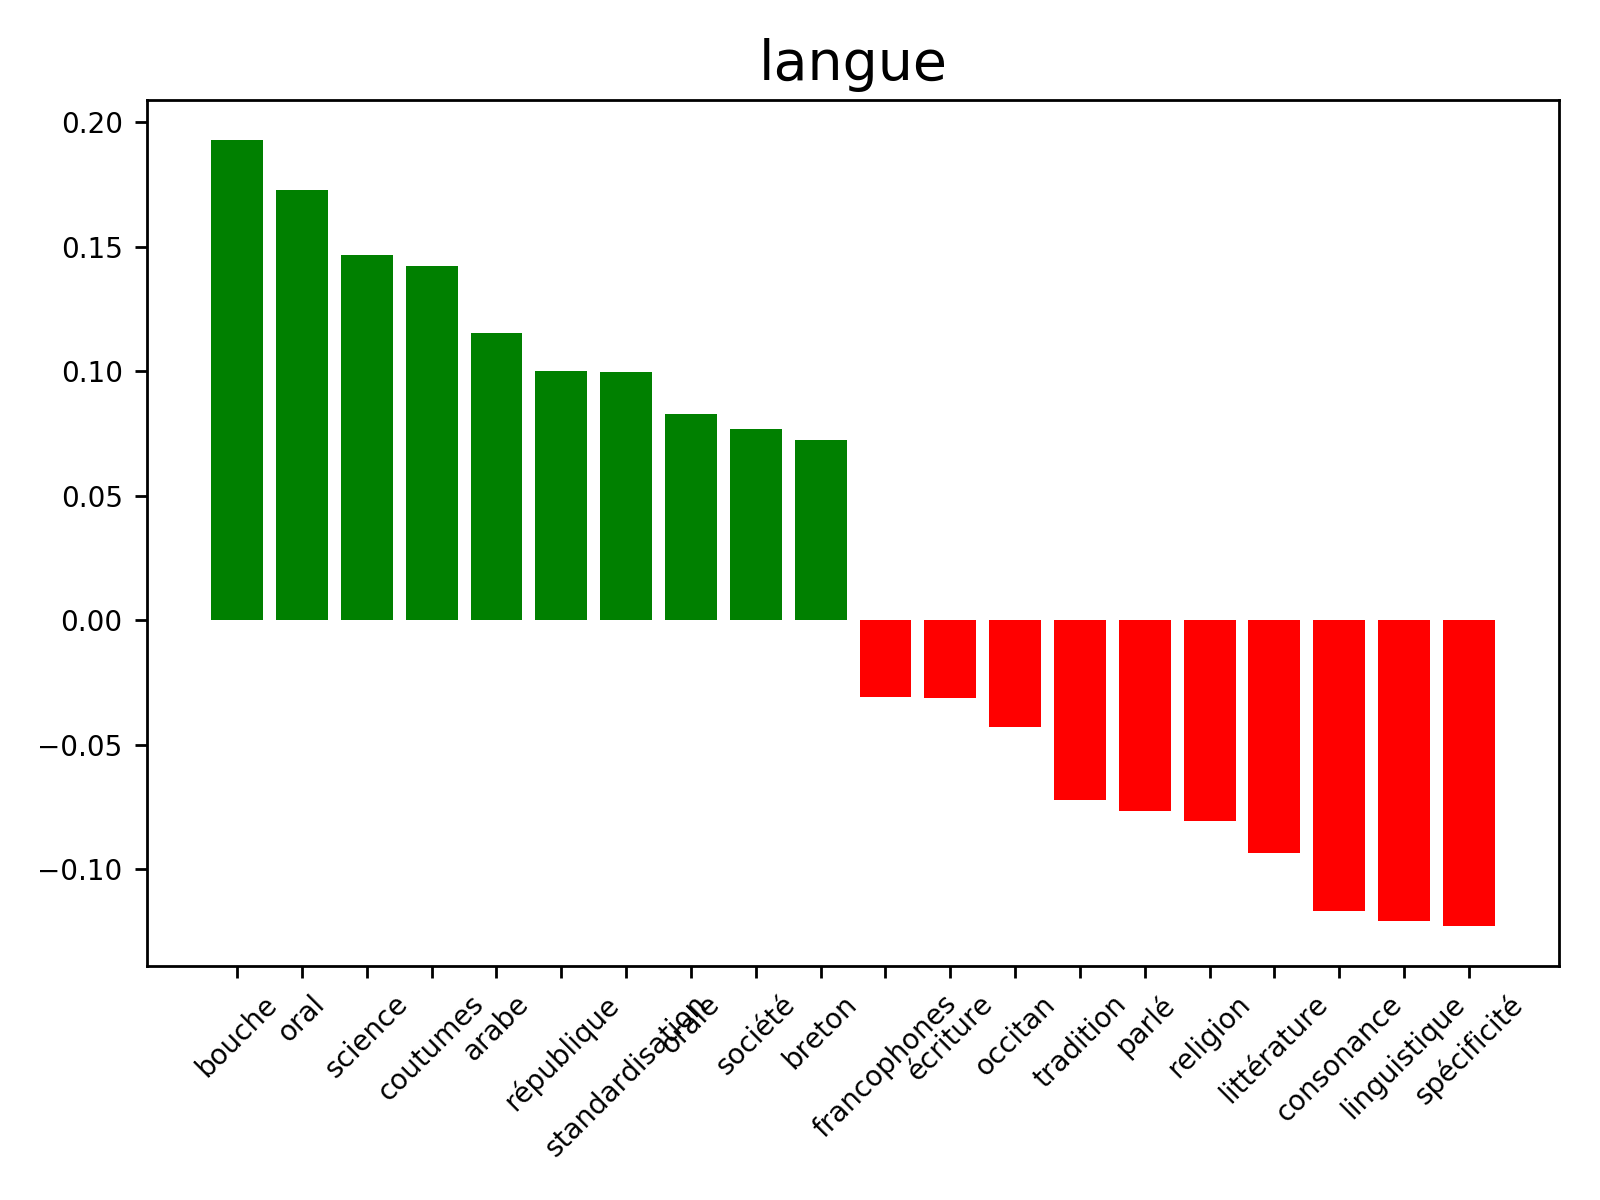 langue
0.20
0.15
0.10
0.05
0.00
−0.05
−0.10
bouche
oral
science
coutumes
arabe
république
standardisation
orale
société
breton
francophones
écriture
occitan
tradition
parlé
religion
littérature
consonance
linguistique
spécificité